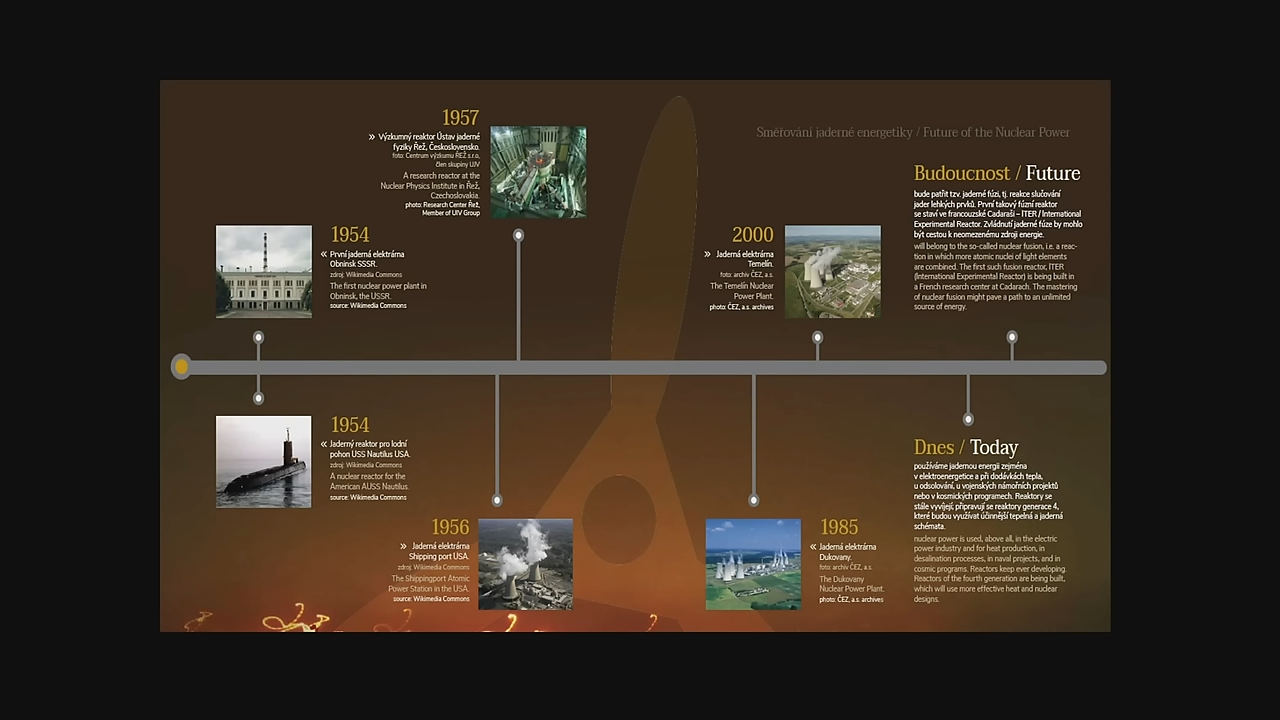 Směřování jaderné energetiky / Future of the Nuclear Power
1957
» Výzkumný reaktor Ústav jaderné
fyziky Řež, Československo.
foto: Centrum výzkumu ŘEŽ s.r.o,
člen skupiny UJV
A research reactor at the
Nuclear Physics Institute in Řež,
Czechoslovakia.
photo: Research Center Řež,
Member of UJV Group
1954
« První jaderná elektrárna
Obninsk SSSR.
zdroj: Wikimedia Commons
The first nuclear power plant in
Obninsk, the USSR.
source: Wikimedia Commons
2000
» Jaderná elektrárna
Temelín.
foto: archiv ČEZ, a.s.
The Temelín Nuclear
Power Plant.
photo: ČEZ, a.s. archives
Budoucnost / Future
bude patřit tzv. jaderné fúzi, tj. reakce slučování
jader lehkých prvků. První takový fúzní reaktor
se staví ve francouzské Cadaraši – ITER / International
Experimental Reactor. Zvládnutí jaderné fúze by mohlo
být cestou k neomezenému zdroji energie.
will belong to the so-called nuclear fusion, i.e. a reac-
tion in which more atomic nuclei of light elements
are combined. The first such fusion reactor, ITER
(International Experimental Reactor) is being built in
a French research center at Cadarach. The mastering
of nuclear fusion might pave a path to an unlimited
source of energy.
1954
« Jaderný reaktor pro lodní
pohon USS Nautilus USA.
zdroj: Wikimedia Commons
A nuclear reactor for the
American AUSS Nautilus.
source: Wikimedia Commons
1956
» Jaderná elektrárna
Shipping port USA.
zdroj: Wikimedia Commons
The Shippingport Atomic
Power Station in the USA.
source: Wikimedia Commons
1985
« Jaderná elektrárna
Dukovany.
foto: archiv ČEZ, a.s.
The Dukovany
Nuclear Power Plant.
photo: ČEZ, a.s. archives
Dnes / Today
používáme jadernou energii zejména
v elektroenergetice a při dodávkách tepla,
u odsolování, u vojenských námořních projektů
nebo v kosmických programech. Reaktory se
stále vyvíjejí; připravují se reaktory generace 4,
které budou využívat účinnější tepelná a jaderná
schémata.
nuclear power is used, above all, in the electric
power industry and for heat production, in
desalination processes, in naval projects, and in
cosmic programs. Reactors keep ever developing.
Reactors of the fourth generation are being built,
which will use more effective heat and nuclear
designs.